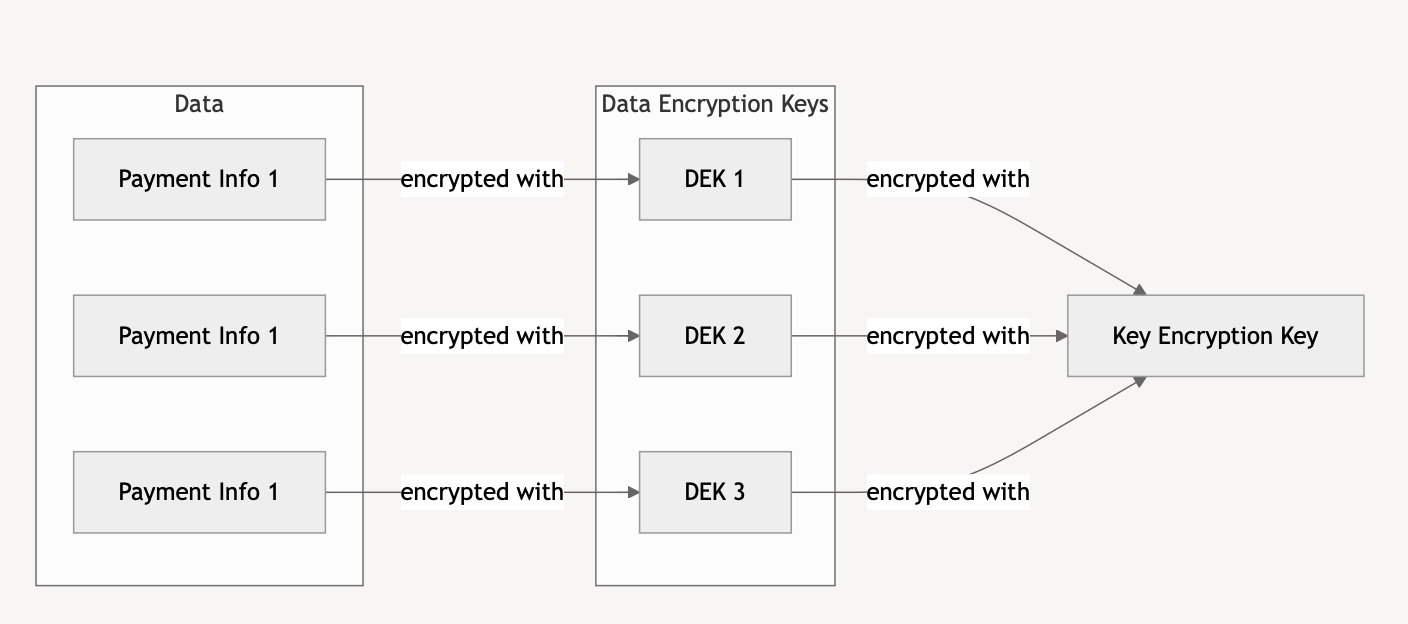 Data
Data Encryption Keys
Payment Info 1
encrypted with
DEK 1
encrypted with
Payment Info 1
encrypted with
DEK 2
encrypted with
Key Encryption Key
Payment Info 1
encrypted with
DEK 3
encrypted with